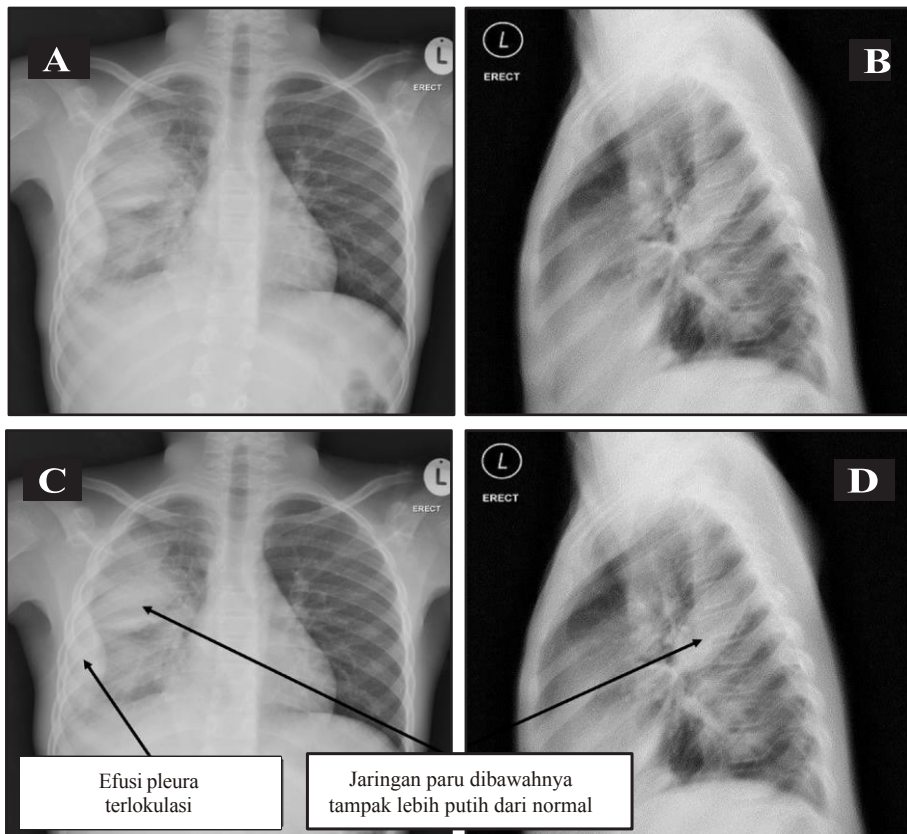 A
L
ERECT
L
ERECT
B
C
L
ERECT
L
ERECT
D
Efusi pleura
terlokulasi
Jaringan paru dibawahnya
tampak lebih putih dari normal